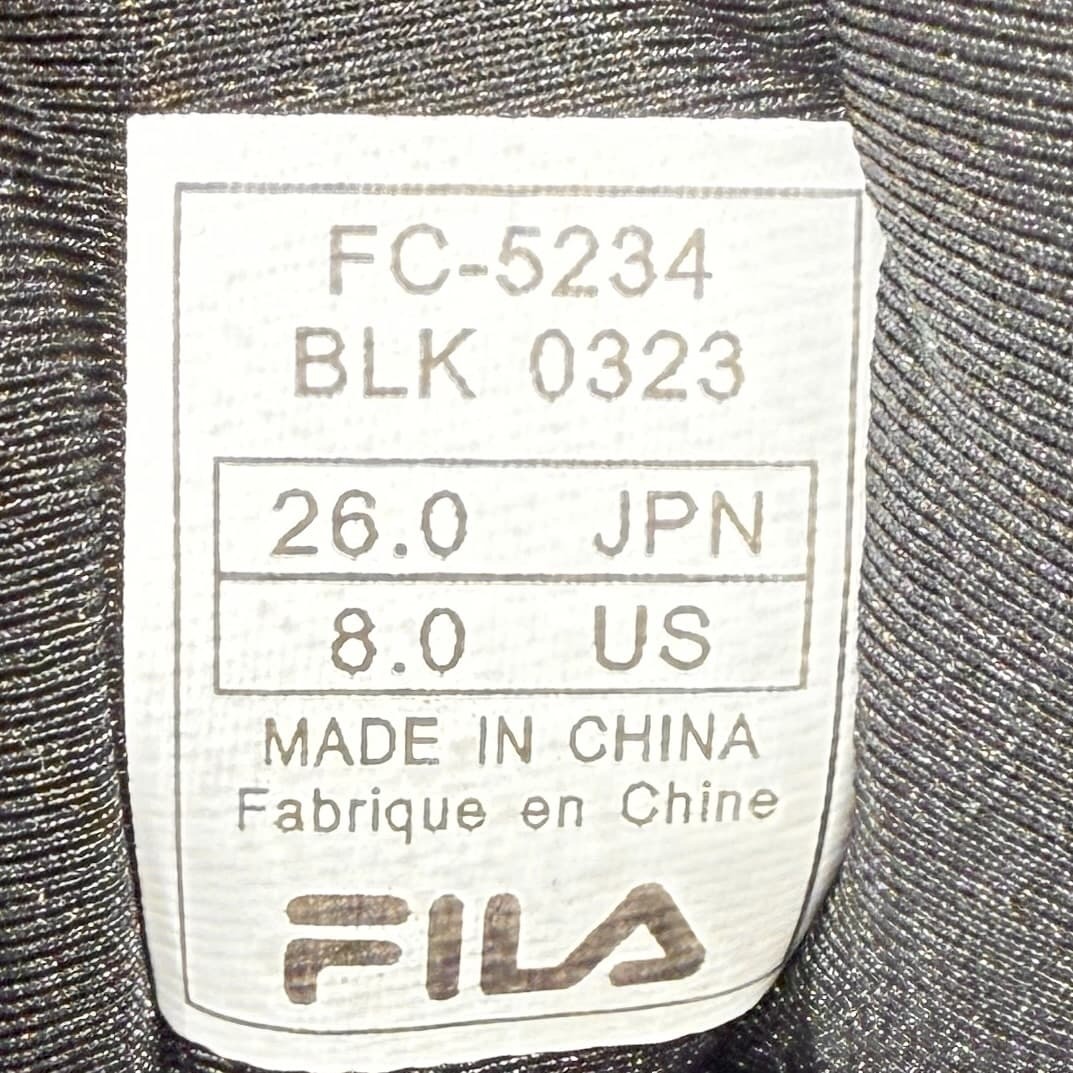 FC-5234
BLK 0323
26.0 JPN
8.0 US
MADE IN CHINA
Fabrique en Chine
FILA